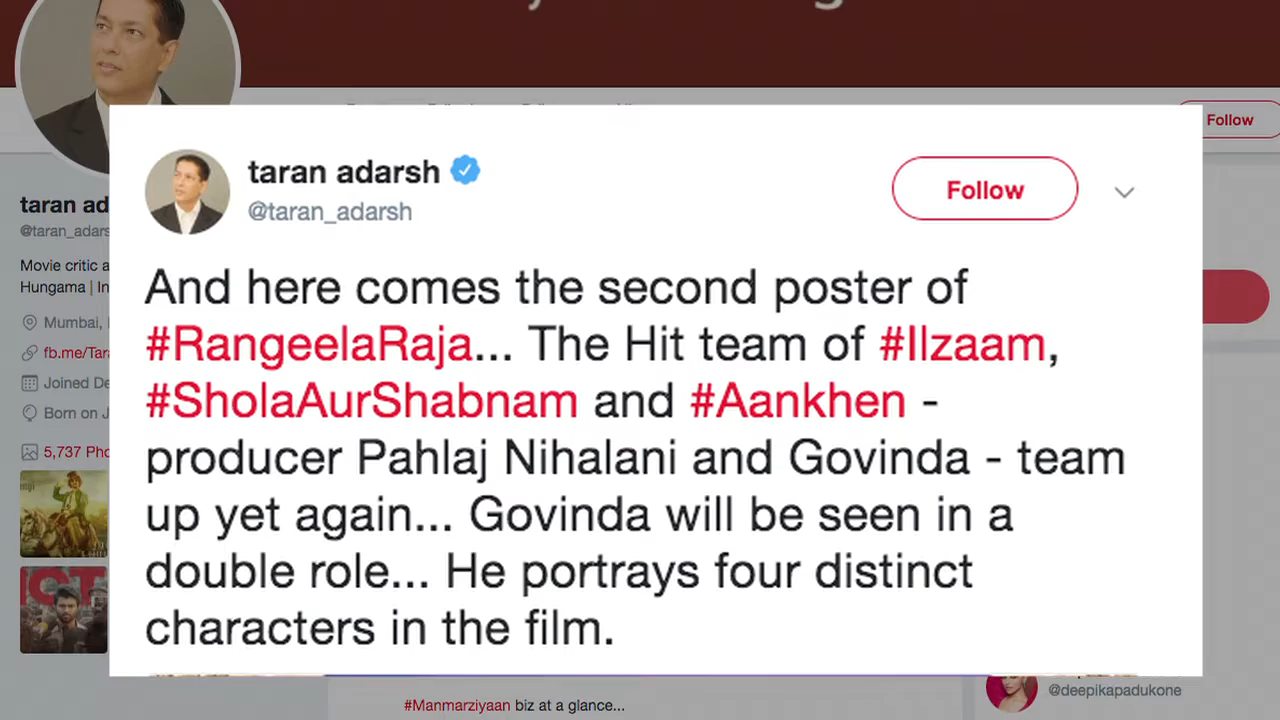 Follow
taran adarsh
@taran_adarsh
Follow
And here comes the second poster of
#RangeelaRaja... The Hit team of #Ilzaam,
#SholaAurShabnam and #Aankhen -
producer Pahlaj Nihalani and Govinda - team
up yet again... Govinda will be seen in a
double role... He portrays four distinct
characters in the film.
taran ad
@taran_adars
Movie critic a
Hungama | In
Mumbai,
fb.me/Tar
Joined De
Born on J
5,737 Pho
#Manmarziyaan biz at a glance...
@deepikapadukone